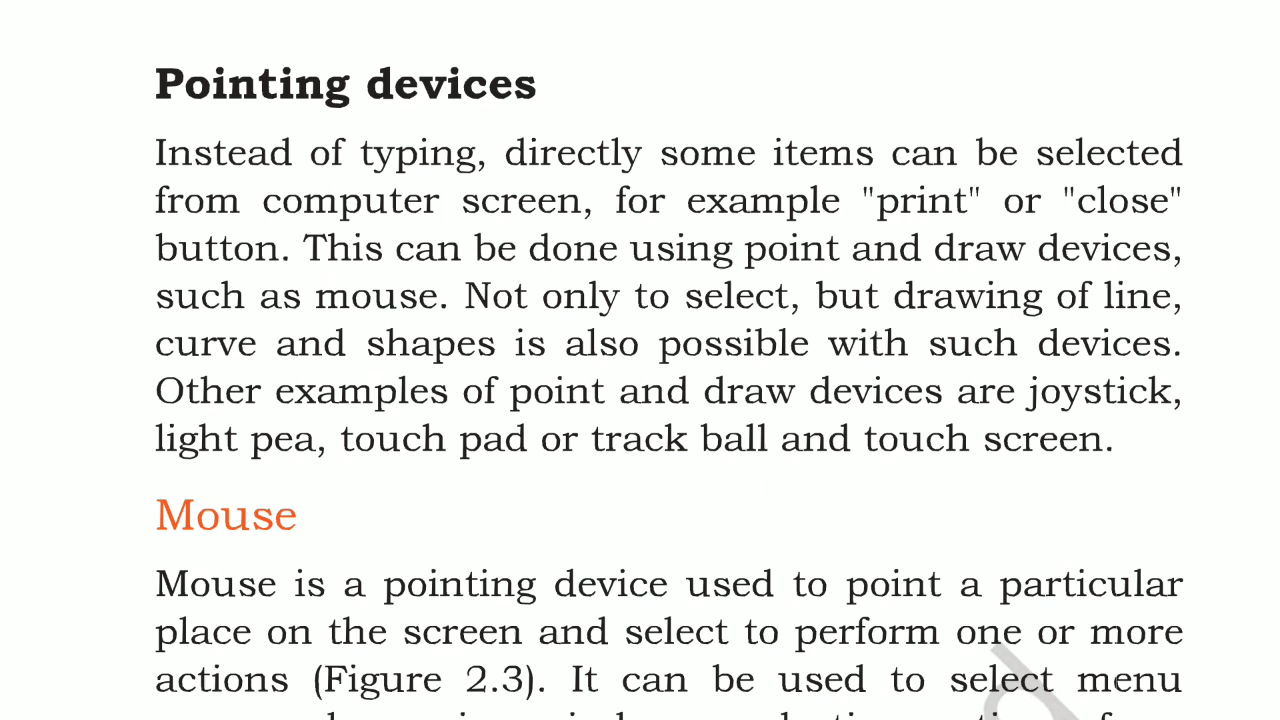 Pointing devices
Instead of typing, directly some items can be selected
from computer screen, for example "print" or "close"
button. This can be done using point and draw devices,
such as mouse. Not only to select, but drawing of line,
curve and shapes is also possible with such devices.
Other examples of point and draw devices are joystick,
light pea, touch pad or track ball and touch screen.
Mouse
Mouse is a pointing device used to point a particular
place on the screen and select to perform one or more
actions (Figure 2.3). It can be used to select menu